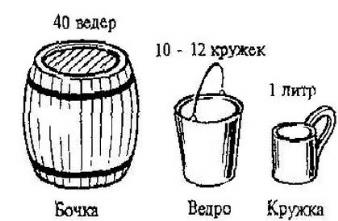 40 ведер
10 - 12 кружек
1 литр
Бочка
Ведро
Кружка